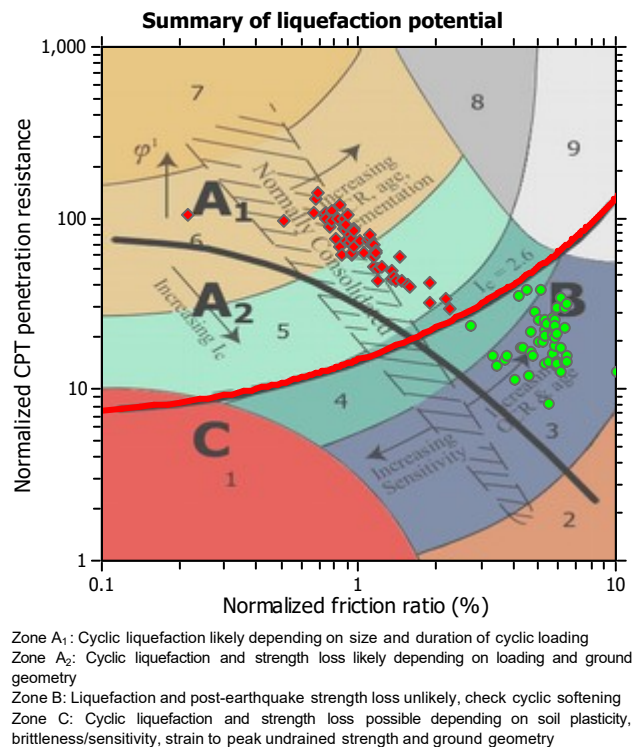 Summary of liquefaction potential
1,000
100
10
1
Normalized CPT penetration resistance
7
8
9
φ'
A1
Increasing
OCR, age,
cementation
Normally Consolidated
6
A2
Increasing Ic
5
Ic = 2.6
B
4
Increasing
OCR & age
3
C
1
Increasing
Sensitivity
2
0.1
1
10
Normalized friction ratio (%)
Zone A1: Cyclic liquefaction likely depending on size and duration of cyclic loading
Zone A2: Cyclic liquefaction and strength loss likely depending on loading and ground
geometry
Zone B: Liquefaction and post-earthquake strength loss unlikely, check cyclic softening
Zone C: Cyclic liquefaction and strength loss possible depending on soil plasticity,
brittleness/sensitivity, strain to peak undrained strength and ground geometry